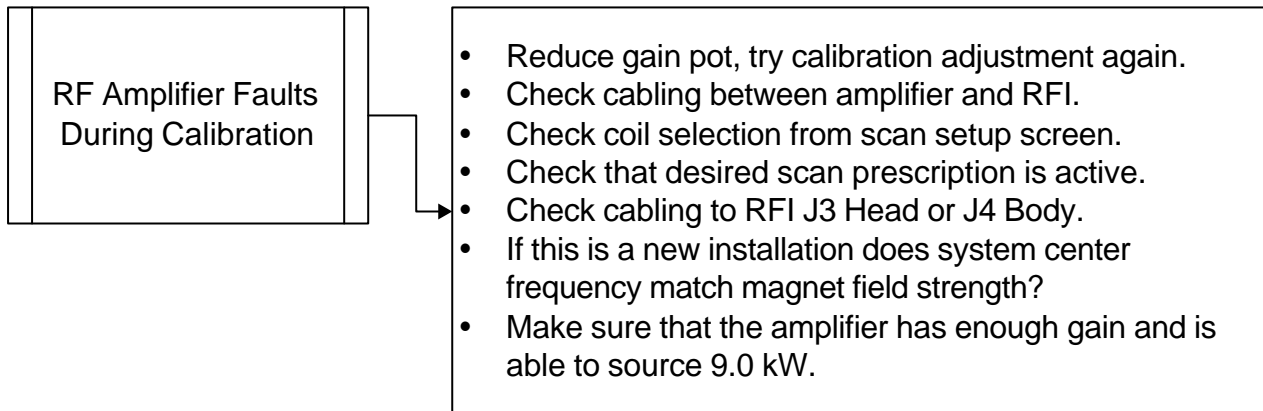 RF Amplifier Faults
During Calibration
• Reduce gain pot, try calibration adjustment again.
• Check cabling between amplifier and RFI.
• Check coil selection from scan setup screen.
• Check that desired scan prescription is active.
• Check cabling to RFI J3 Head or J4 Body.
• If this is a new installation does system center
frequency match magnet field strength?
• Make sure that the amplifier has enough gain and is
able to source 9.0 kW.